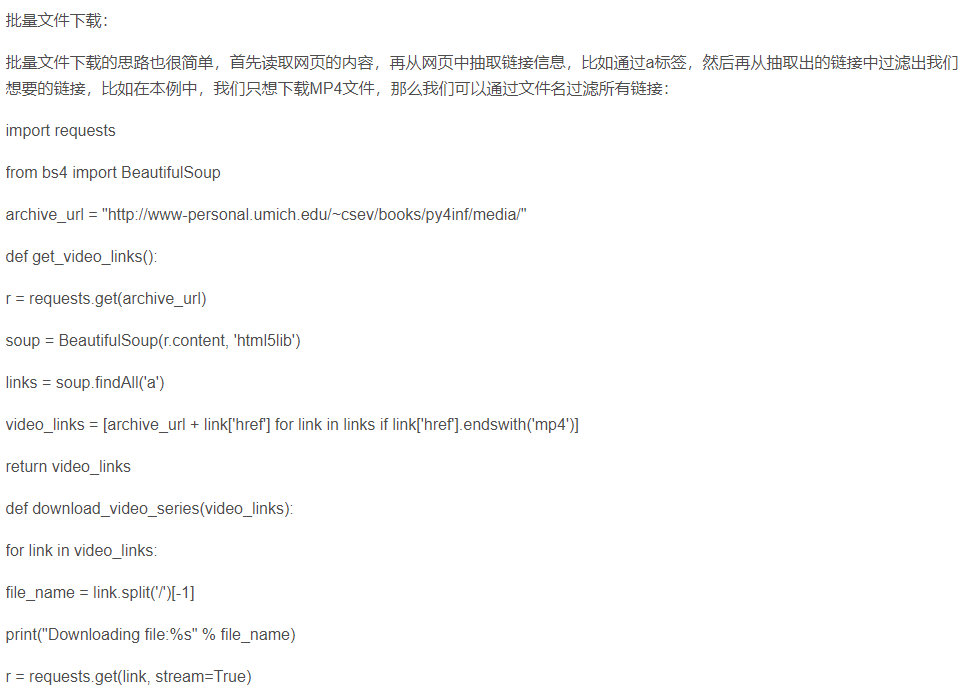 批量文件下载：
批量文件下载的思路也很简单，首先读取网页的内容，再从网页中抽取链接信息，比如通过a标签，然后再从抽取出的链接中过滤出我们
想要的链接，比如在本例中，我们只想下载MP4文件，那么我们可以通过文件名过滤所有链接：
import requests
from bs4 import BeautifulSoup
archive_url = "http://www-personal.umich.edu/~csev/books/py4inf/media/"
def get_video_links():
r = requests.get(archive_url)
soup = BeautifulSoup(r.content, 'html5lib')
links = soup.findAll('a')
video_links = [archive_url + link['href'] for link in links if link['href'].endswith('mp4')]
return video_links
def download_video_series(video_links):
for link in video_links:
file_name = link.split('/')[-1]
print("Downloading file:%s" % file_name)
r = requests.get(link, stream=True)